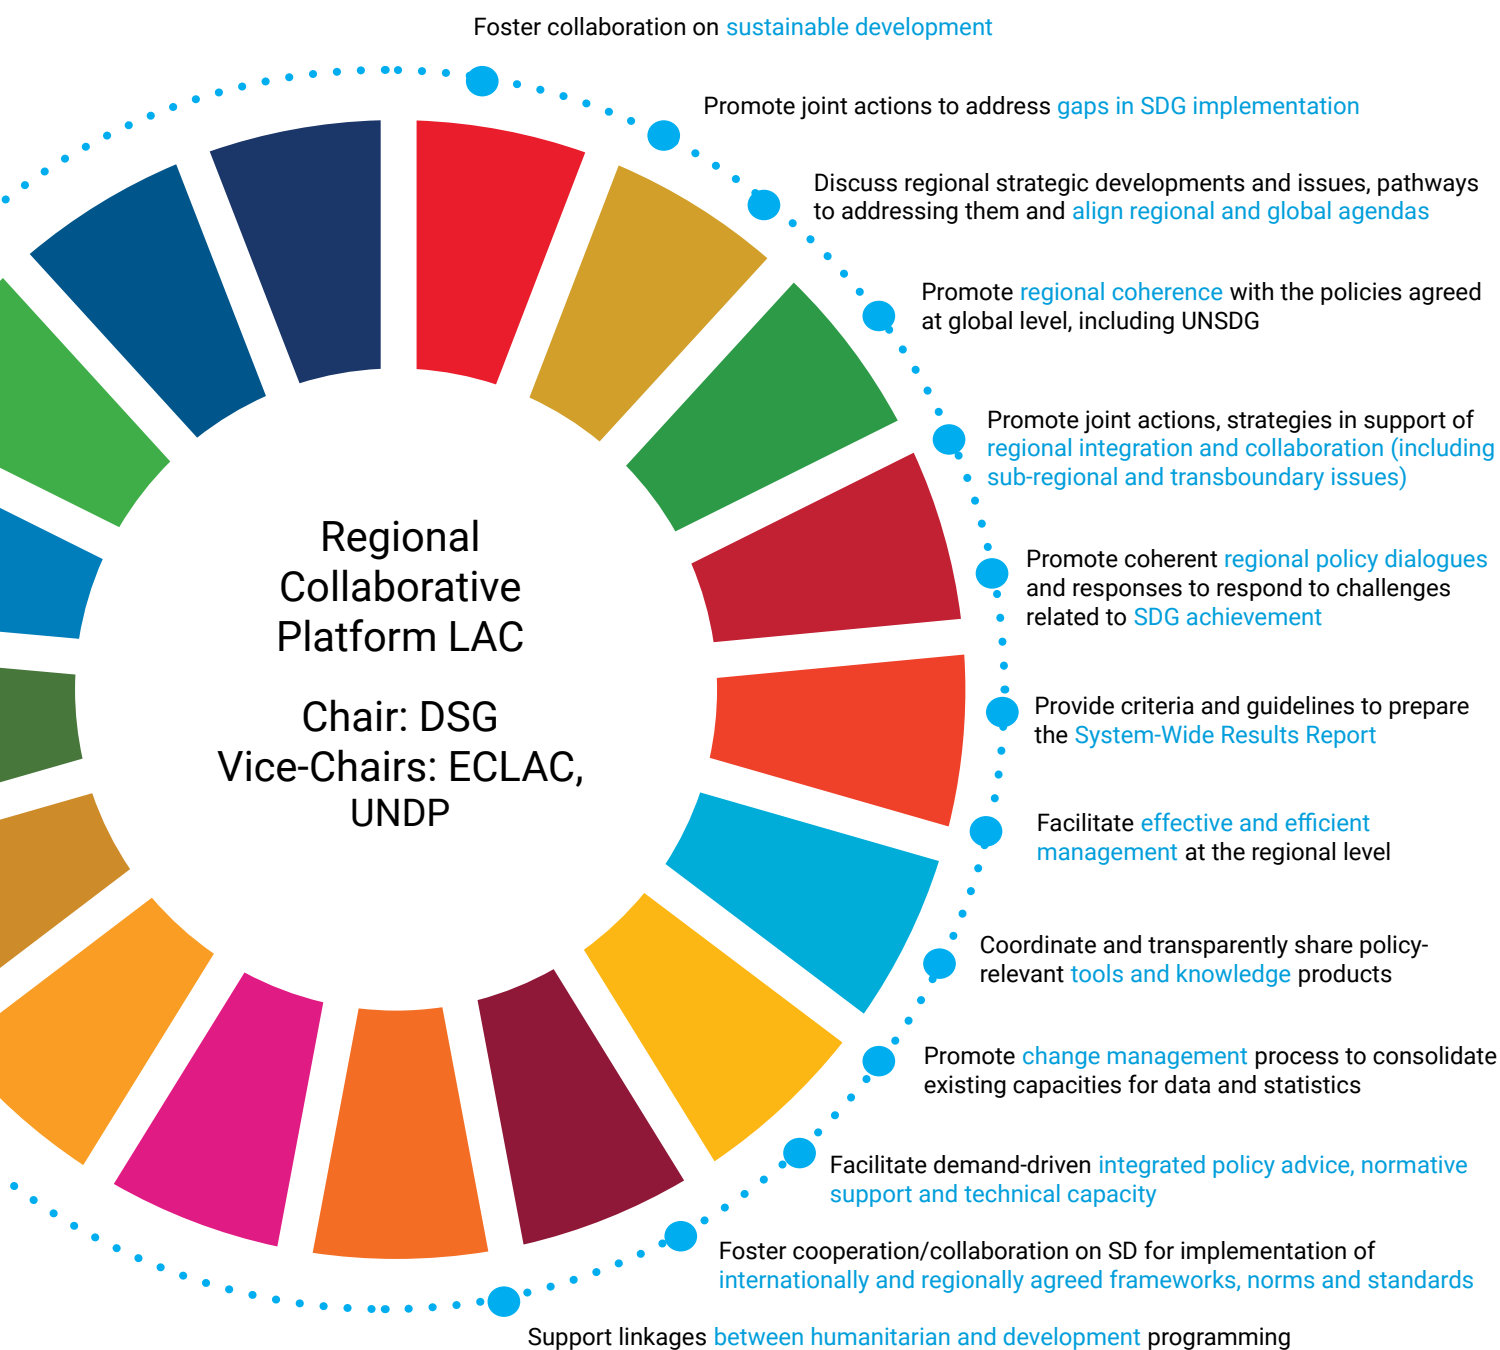 Foster collaboration on sustainable development
Promote joint actions to address gaps in SDG implementation
Discuss regional strategic developments and issues, pathways
to addressing them and align regional and global agendas
Promote regional coherence with the policies agreed
at global level, including UNSDG
Promote joint actions, strategies in support of
regional integration and collaboration (including
sub-regional and transboundary issues)
Promote coherent regional policy dialogues
and responses to respond to challenges
related to SDG achievement
Provide criteria and guidelines to prepare
the System-Wide Results Report
Facilitate effective and efficient
management at the regional level
Coordinate and transparently share policy-
relevant tools and knowledge products
Promote change management process to consolidate
existing capacities for data and statistics
Facilitate demand-driven integrated policy advice, normative
support and technical capacity
Foster cooperation/collaboration on SD for implementation of
internationally and regionally agreed frameworks, norms and standards
Support linkages between humanitarian and development programming
Regional
Collaborative
Platform LAC
Chair: DSG
Vice-Chairs: ECLAC,
UNDP